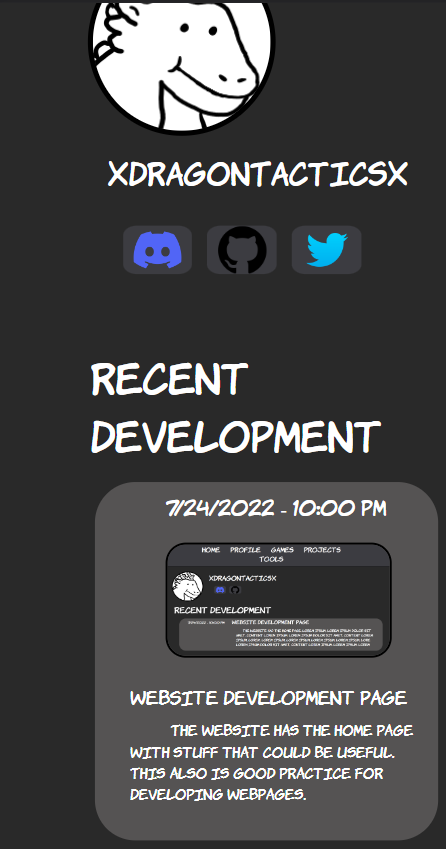 XDRAGONTACTICSX
RECENT
DEVELOPMENT
7/24/2022 - 10:00 PM
HOME PROFILE GAMES PROJECTS
TOOLS
XDRAGONTACTICSX
RECENT DEVELOPMENT
WEBSITE DEVELOPMENT PAGE
WEBSITE DEVELOPMENT PAGE
THE WEBSITE HAS THE HOME PAGE
WITH STUFF THAT COULD BE USEFUL.
THIS ALSO IS GOOD PRACTICE FOR
DEVELOPING WEBPAGES.